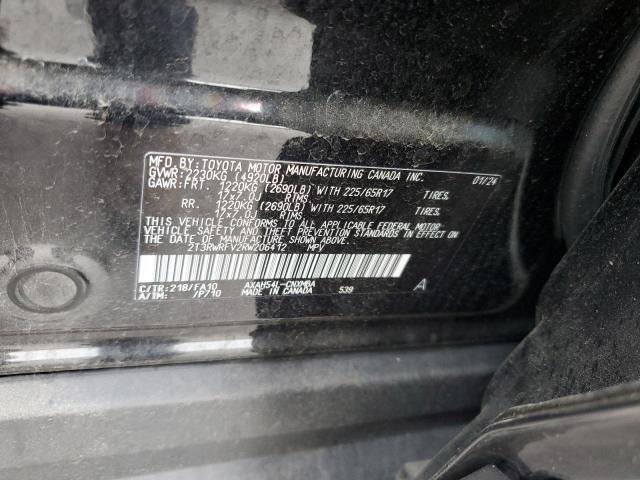 MFD. BY: TOYOTA MOTOR MANUFACTURING CANADA INC. 01/24
GVWR: 2230KG (4920LB)
GAWR: FRT. 1220KG (2690LB) WITH 225/65R17 TIRES.
17x7J RIMS
RR. 1220KG (2690LB) WITH 225/65R17 TIRES.
17x7J RIMS
THIS VEHICLE CONFORMS TO ALL APPLICABLE FEDERAL MOTOR
VEHICLE SAFETY AND THEFT PREVENTION STANDARDS
IN EFFECT ON THE DATE OF MANUFACTURE SHOWN ABOVE.
2T3RWRFV2RW206412 MPV
C/TR: 218/FA10 AXAH54L-CNXMBA A
A/TM: /P710 MADE IN CANADA 539